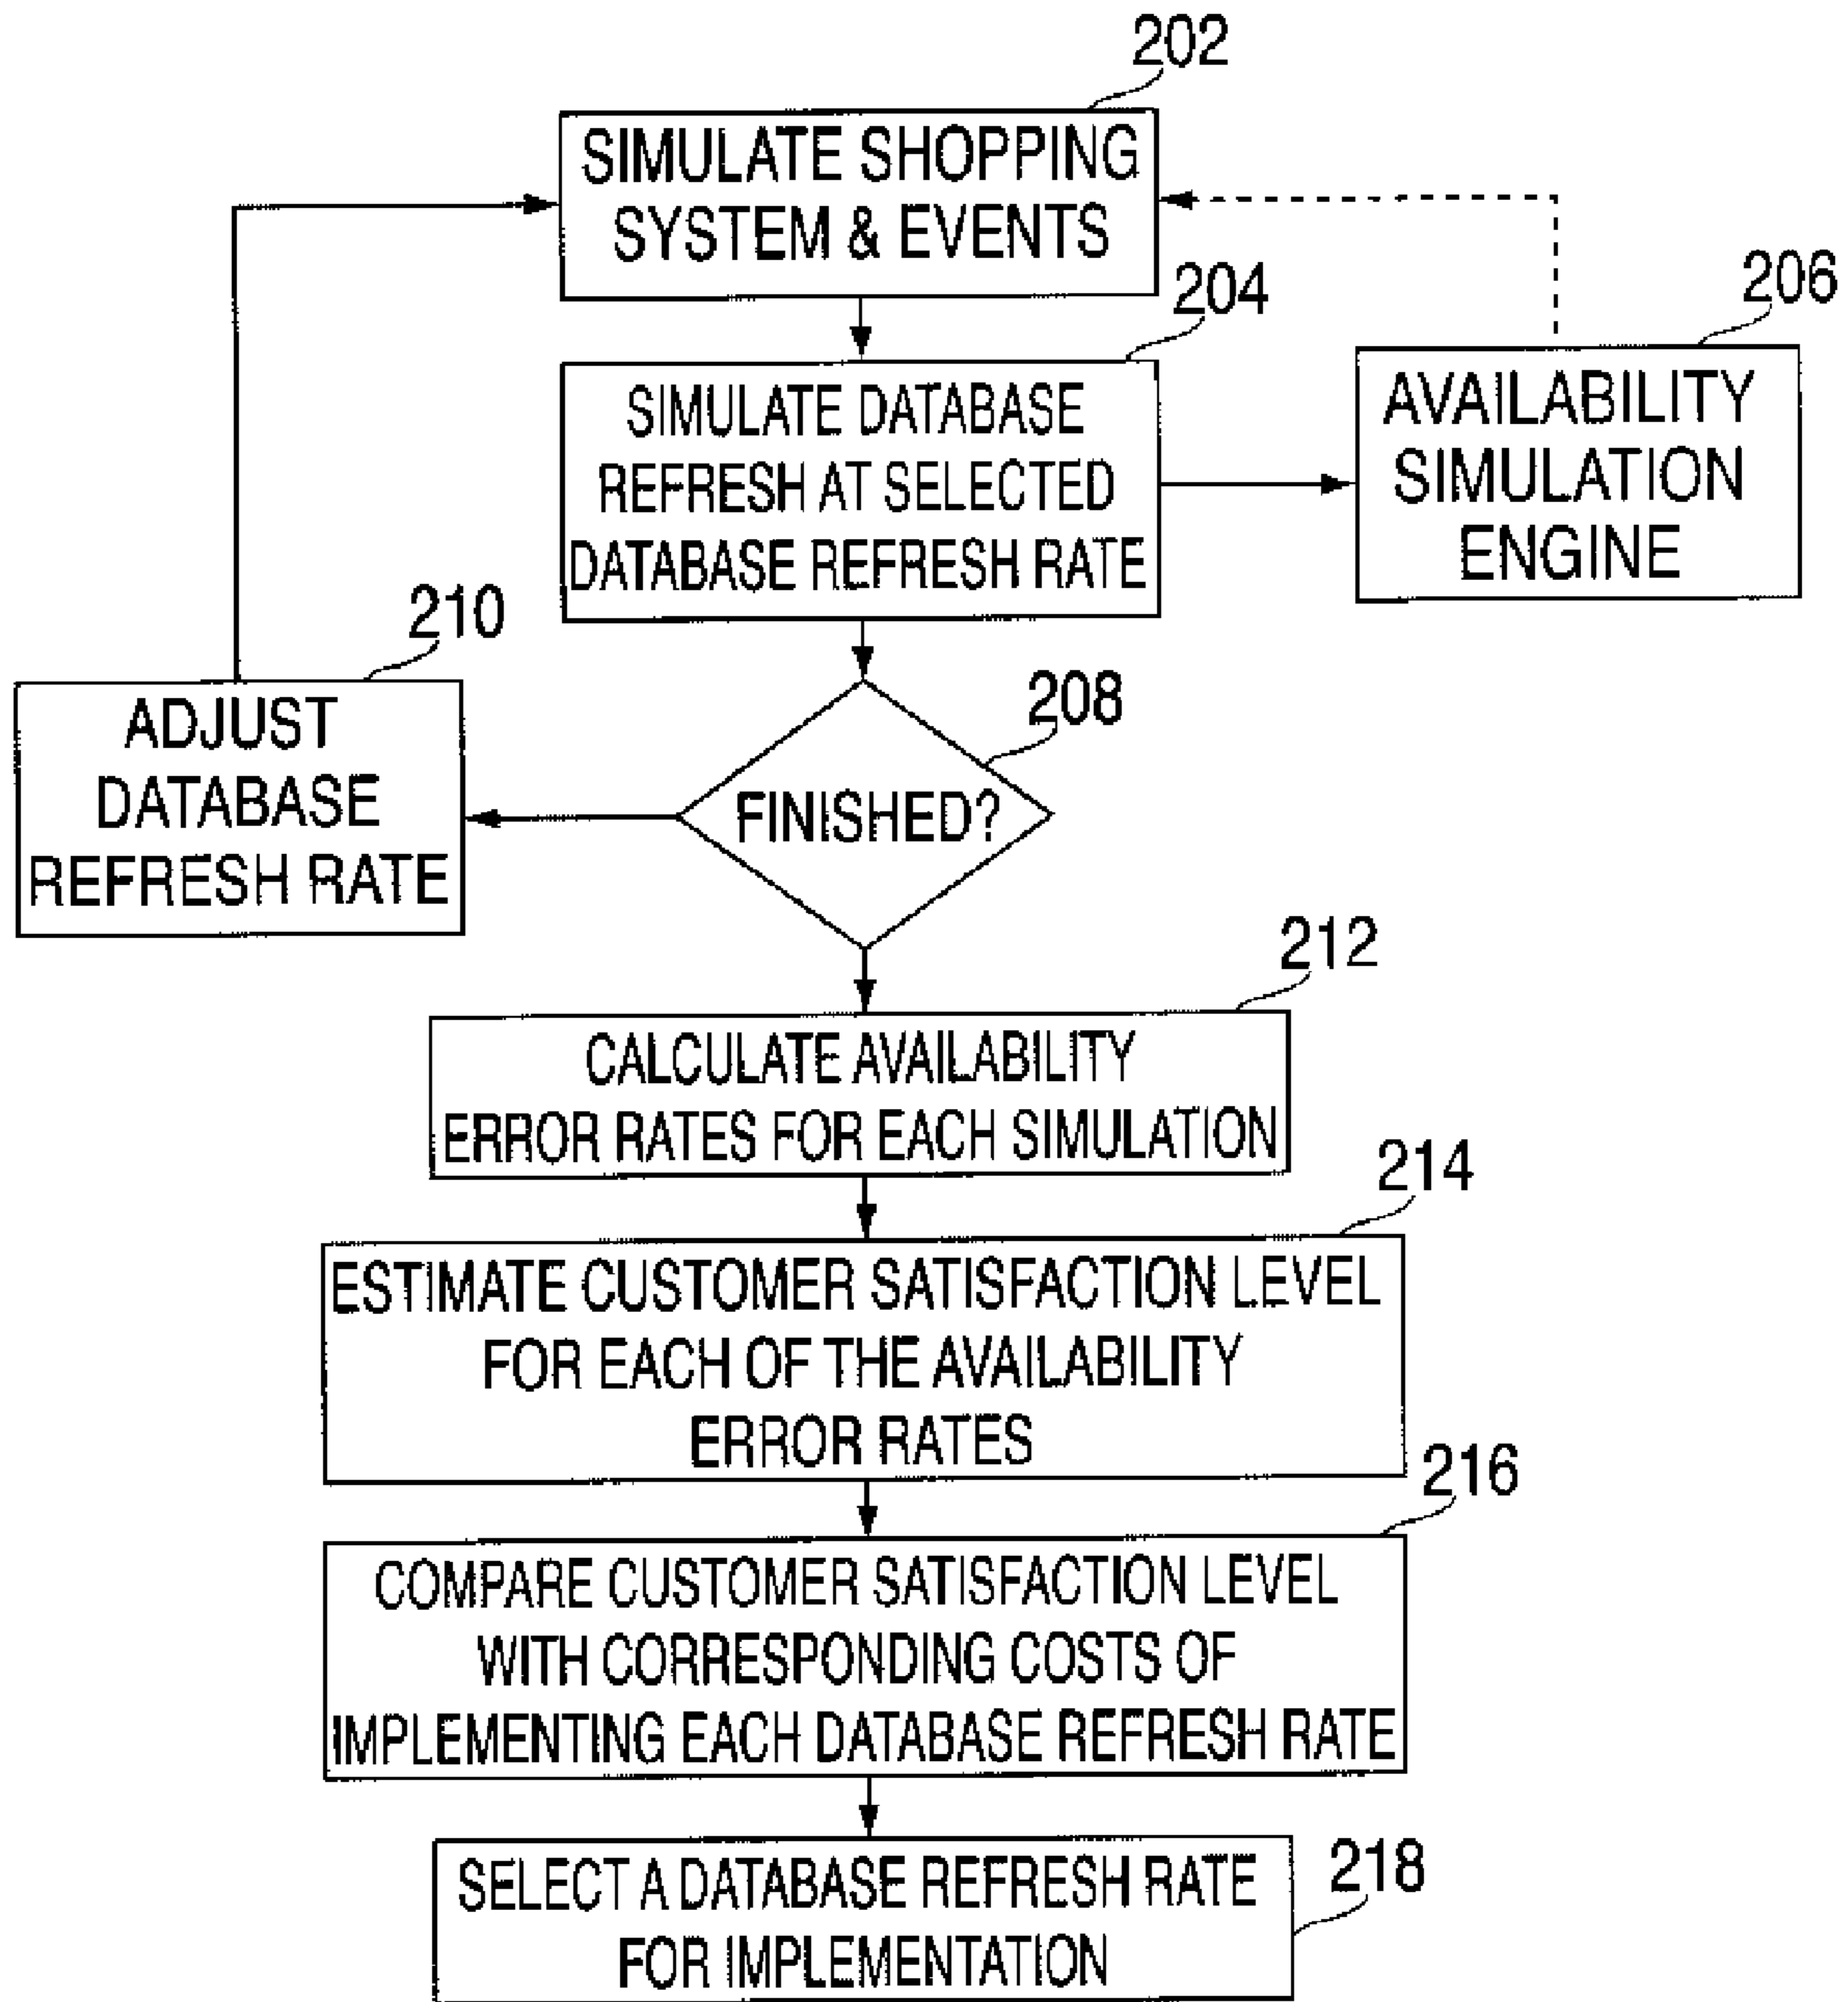 202
SIMULATE SHOPPING
SYSTEM & EVENTS
204
SIMULATE DATABASE
REFRESH AT SELECTED
DATABASE REFRESH RATE
206
AVAILABILITY
SIMULATION
ENGINE
208
FINISHED?
210
ADJUST
DATABASE
REFRESH RATE
212
CALCULATE AVAILABILITY
ERROR RATES FOR EACH SIMULATION
214
ESTIMATE CUSTOMER SATISFACTION LEVEL
FOR EACH OF THE AVAILABILITY
ERROR RATES
216
COMPARE CUSTOMER SATISFACTION LEVEL
WITH CORRESPONDING COSTS OF
IMPLEMENTING EACH DATABASE REFRESH RATE
218
SELECT A DATABASE REFRESH RATE
FOR IMPLEMENTATION